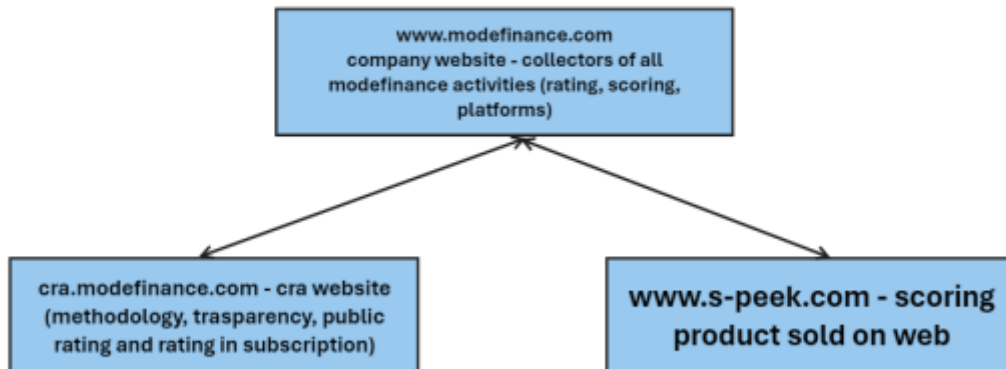 www.modefinance.com
company website - collectors of all
modefinance activities (rating, scoring,
platforms)
cra.modefinance.com - cra website
(methodology, trasparency, public
rating and rating in subscription)
www.s-peek.com - scoring
product sold on web